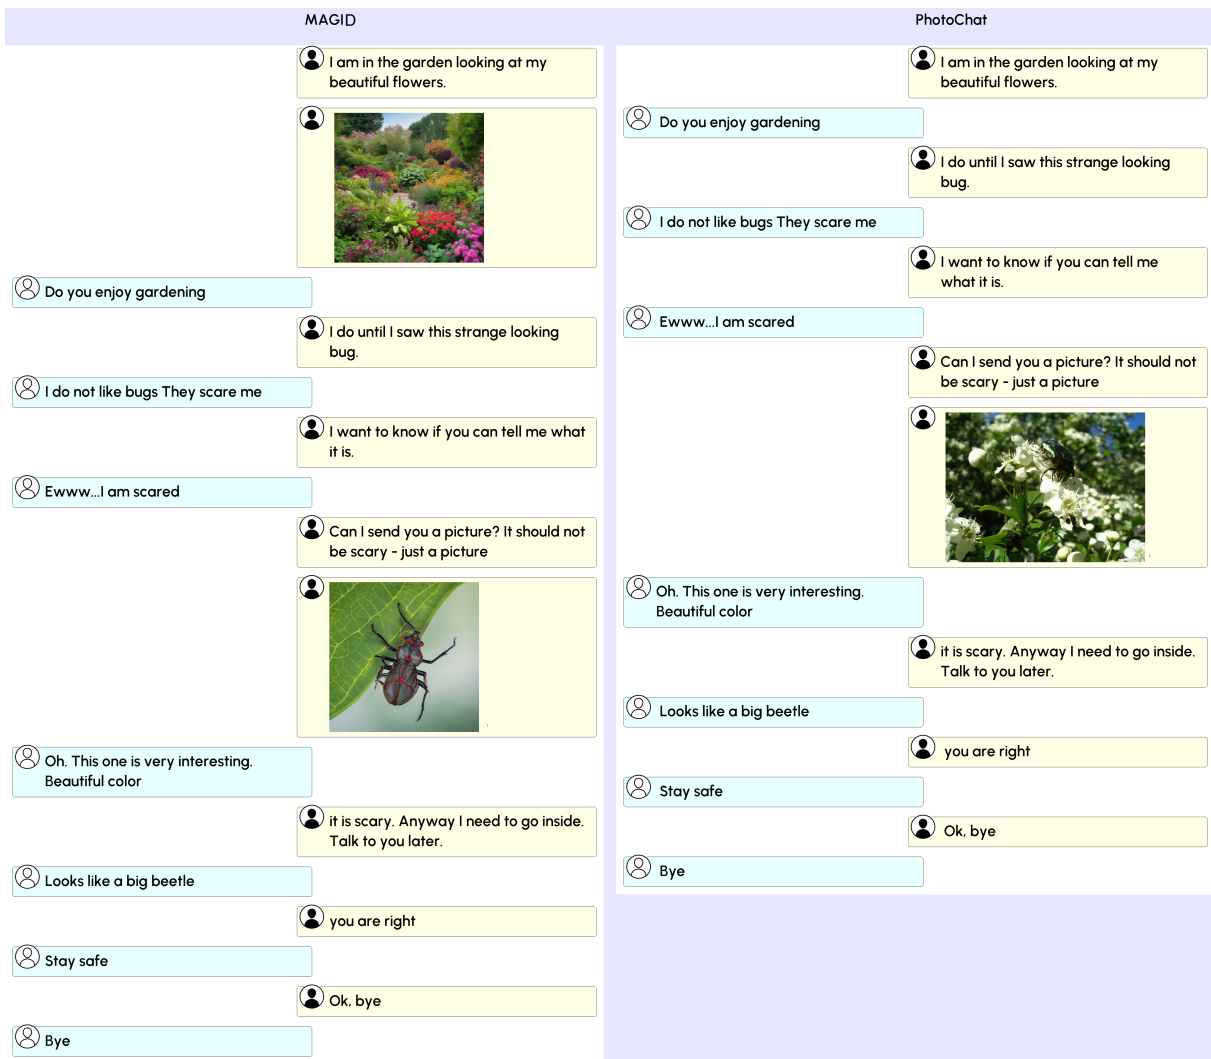 MAGID
I am in the garden looking at my
beautiful flowers.
Do you enjoy gardening
I do until I saw this strange looking
bug.
I do not like bugs They scare me
I want to know if you can tell me what
it is.
Ewww...I am scared
Can I send you a picture? It should not
be scary - just a picture
Oh. This one is very interesting.
Beautiful color
it is scary. Anyway I need to go inside.
Talk to you later.
Looks like a big beetle
you are right
Stay safe
Ok, bye
Bye
PhotoChat
I am in the garden looking at my
beautiful flowers.
Do you enjoy gardening
I do until I saw this strange looking
bug.
I do not like bugs They scare me
I want to know if you can tell me
what it is.
Ewww...I am scared
Can I send you a picture? It should not
be scary - just a picture
Oh. This one is very interesting.
Beautiful color
it is scary. Anyway I need to go inside.
Talk to you later.
Looks like a big beetle
you are right
Stay safe
Ok, bye
Bye